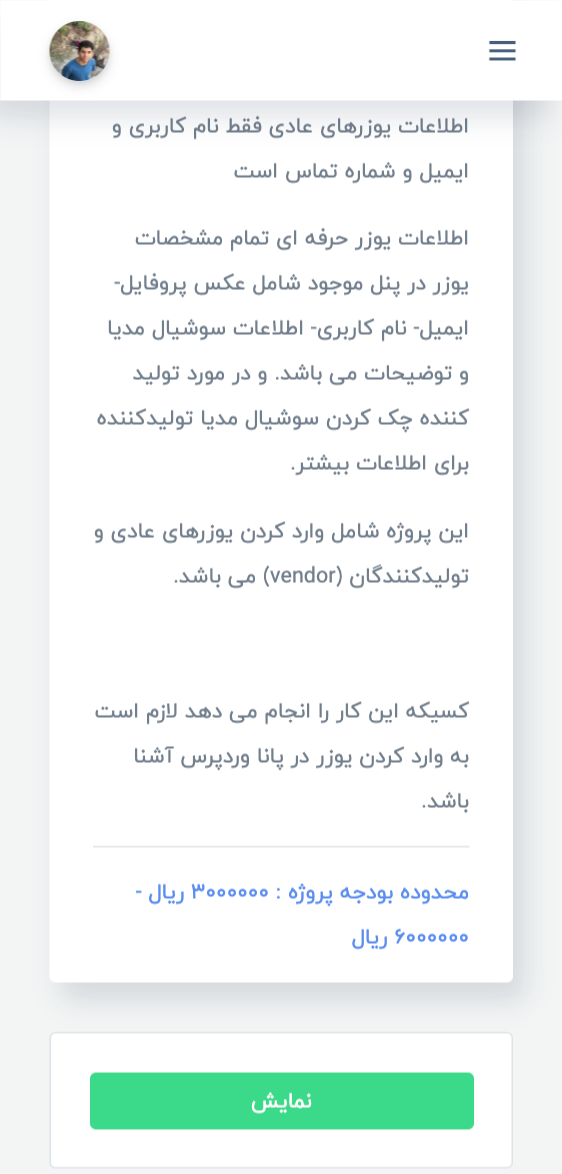 اطلاعات یوزرهای عادی فقط نام کاربری و
ایمیل و شماره تماس است
اطلاعات یوزر حرفه ای تمام مشخصات
یوزر در پنل موجود شامل عکس پروفایل-
ایمیل- نام کاربری- اطلاعات سوشیال مدیا
و توضیحات می باشد. و در مورد تولید
کننده چک کردن سوشیال مدیا تولیدکننده
برای اطلاعات بیشتر.
این پروژه شامل وارد کردن یوزرهای عادی و
تولیدکنندگان (vendor) می باشد.
کسیکه این کار را انجام می دهد لازم است
به وارد کردن یوزر در پانا وردپرس آشنا
باشد.
محدوده بودجه پروژه : ۳۰۰۰۰۰۰ ریال -
۶۰۰۰۰۰۰ ریال
نمایش